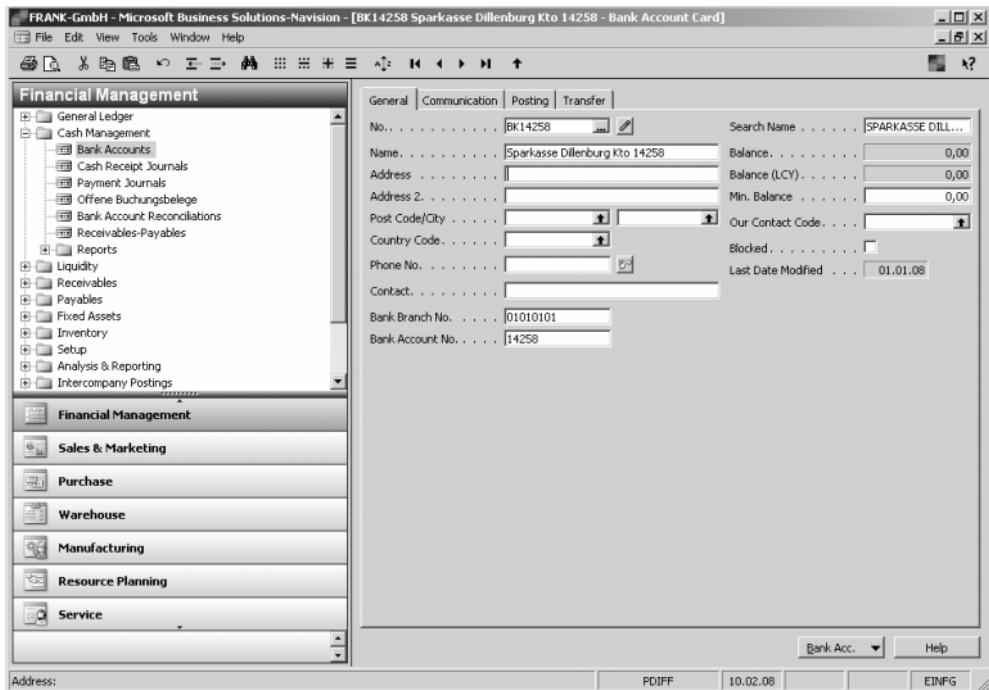 FRANK-GmbH - Microsoft Business Solutions-Navision - [BK14258 Sparkasse Dillenburg Kto 14258 - Bank Account Card]
File Edit View Tools Window Help
Financial Management
General Ledger
Cash Management
Bank Accounts
Cash Receipt Journals
Payment Journals
Offene Buchungsbelege
Bank Account Reconciliations
Receivables-Payables
Reports
Liquidity
Receivables
Payables
Fixed Assets
Inventory
Setup
Analysis & Reporting
Intercompany Postings
Financial Management
Sales & Marketing
Purchase
Warehouse
Manufacturing
Resource Planning
Service
General Communication Posting Transfer
No. . . . . . . . . . . . BK14258 ...
Name. . . . . . . . . . Sparkasse Dillenburg Kto 14258
Address . . . . . . . .
Address 2. . . . . . . .
Post Code/City . . . . .
Country Code. . . . . .
Phone No. . . . . . . .
Contact. . . . . . . . .
Bank Branch No. . . . . 01010101
Bank Account No. . . . . 14258
Search Name . . . . . . SPARKASSE DILL...
Balance. . . . . . . . . 0,00
Balance (LCY). . . . . . 0,00
Min. Balance . . . . . . 0,00
Our Contact Code. . . .
Blocked. . . . . . . . .
Last Date Modified . . . 01.01.08
Bank Acc. Help
Address: PDIFF 10.02.08 EINFG